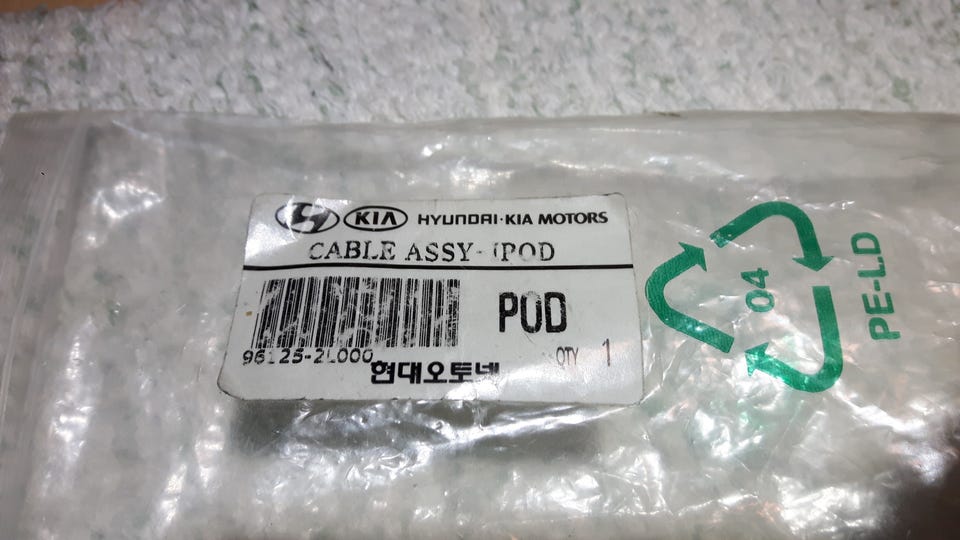 KIA HYUNDAI·KIA MOTORS
CABLE ASSY-IPOD
POD
96125-2L000
QTY 1
현대오토넷
04
PE-LD